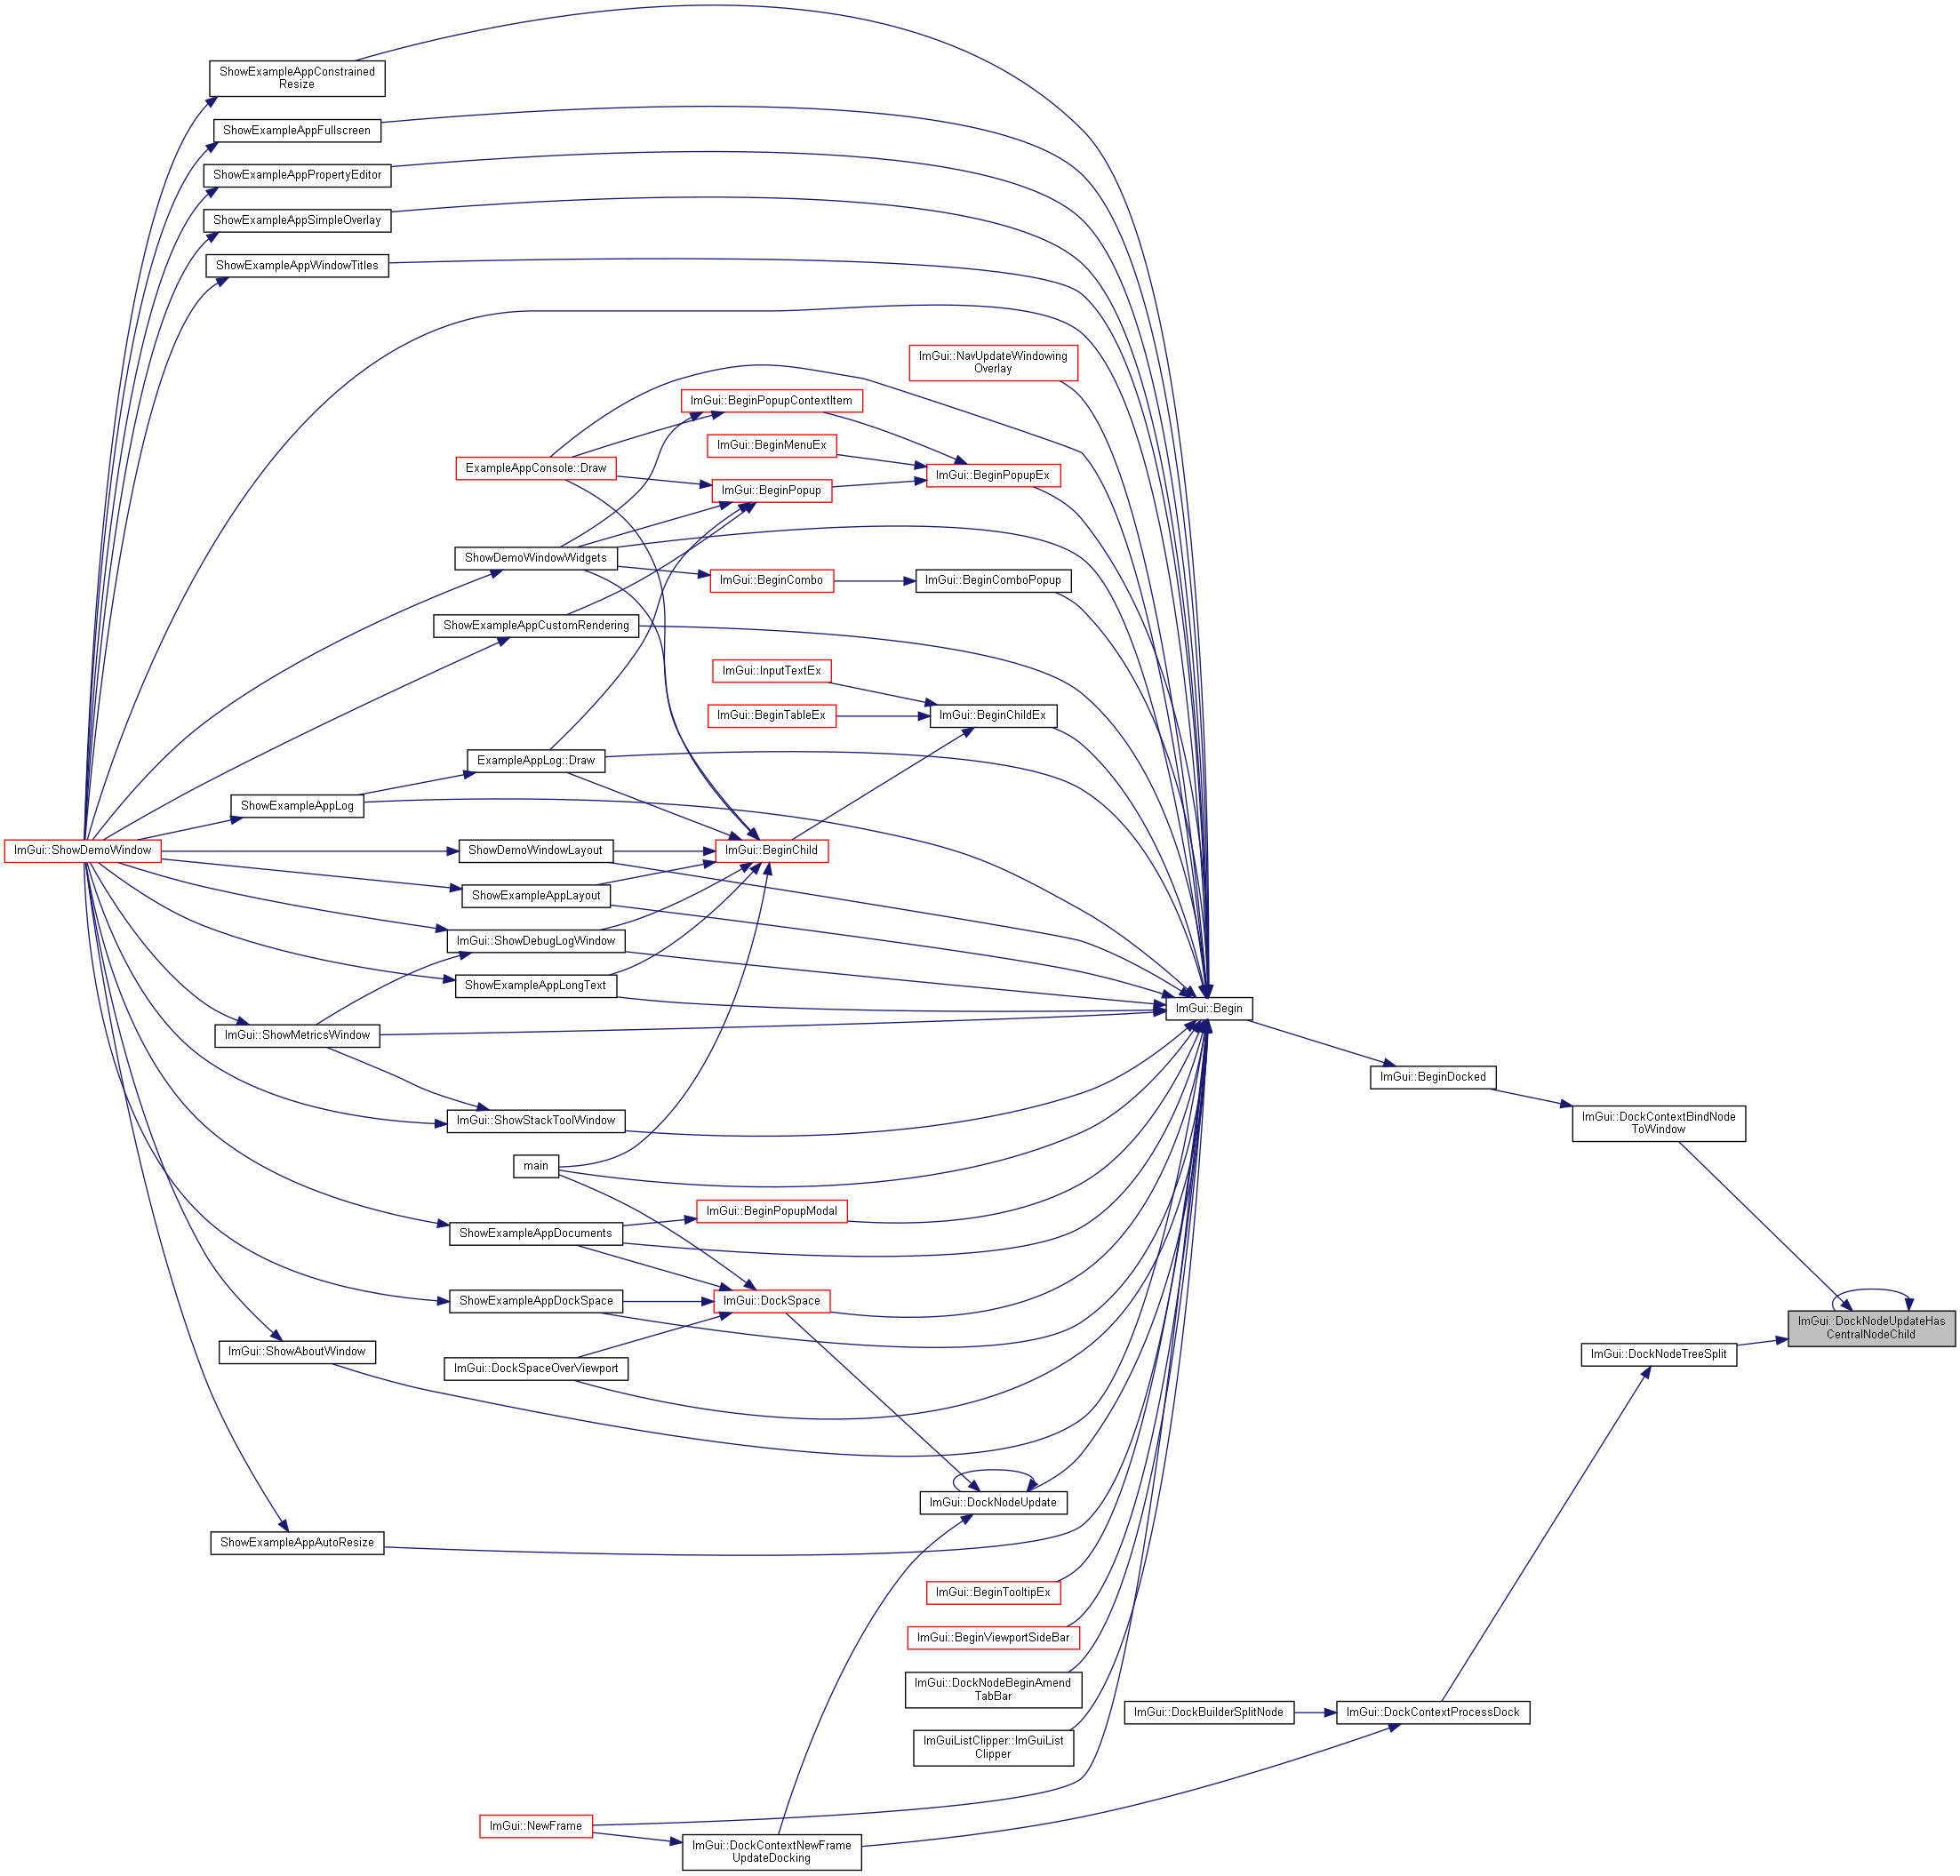 ShowExampleAppConstrained
Resize
ShowExampleAppFullscreen
ShowExampleAppPropertyEditor
ShowExampleAppSimpleOverlay
ShowExampleAppWindowTitles
ImGui::NavUpdateWindowing
Overlay
ImGui::BeginPopupContextItem
ImGui::BeginMenuEx
ExampleAppConsole::Draw
ImGui::BeginPopupEx
ImGui::BeginPopup
ShowDemoWindowWidgets
ImGui::BeginCombo
ImGui::BeginComboPopup
ShowExampleAppCustomRendering
ImGui::InputTextEx
ImGui::BeginTableEx
ImGui::BeginChildEx
ExampleAppLog::Draw
ShowExampleAppLog
ImGui::ShowDemoWindow
ShowDemoWindowLayout
ImGui::BeginChild
ShowExampleAppLayout
ImGui::ShowDebugLogWindow
ShowExampleAppLongText
ImGui::Begin
ImGui::ShowMetricsWindow
ImGui::BeginDocked
ImGui::ShowStackToolWindow
ImGui::DockContextBindNode
ToWindow
main
ImGui::BeginPopupModal
ShowExampleAppDocuments
ShowExampleAppDockSpace
ImGui::DockSpace
ImGui::DockNodeUpdateHas
CentralNodeChild
ImGui::ShowAboutWindow
ImGui::DockNodeTreeSplit
ImGui::DockSpaceOverViewport
ImGui::DockNodeUpdate
ShowExampleAppAutoResize
ImGui::BeginTooltipEx
ImGui::BeginViewportSideBar
ImGui::DockNodeBeginAmend
TabBar
ImGui::DockBuilderSplitNode
ImGui::DockContextProcessDock
ImGuiListClipper::ImGuiList
Clipper
ImGui::NewFrame
ImGui::DockContextNewFrame
UpdateDocking